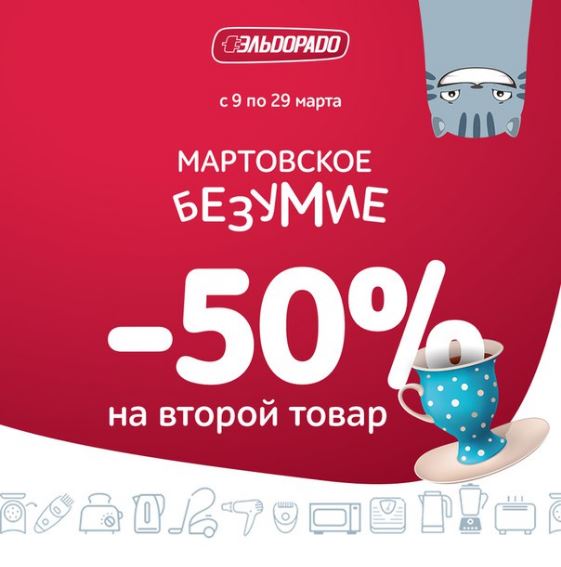 ЭЛЬДОРАДО
с 9 по 29 марта
МАРТОВСКОЕ
БЕЗУМИЕ
-50%
на второй товар